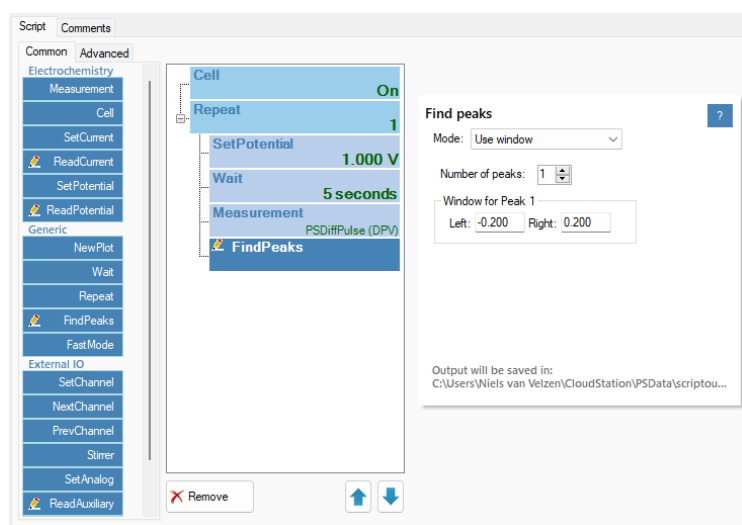 Script Comments
Common Advanced
Electrochemistry
Measurement
Cell
SetCurrent
ReadCurrent
SetPotential
ReadPotential
Generic
NewPlot
Wait
Repeat
FindPeaks
FastMode
External IO
SetChannel
NextChannel
PrevChannel
Stirrer
SetAnalog
ReadAuxiliary
Cell
On
Repeat
1
SetPotential
1.000 V
Wait
5 seconds
Measurement
PSDiffPulse (DPV)
FindPeaks
Remove
Find peaks
?
Mode: Use window
Number of peaks: 1
Window for Peak 1
Left: -0.200 Right: 0.200
Output will be saved in:
C:\Users\Niels van Velzen\CloudStation\PSData\scriptou...